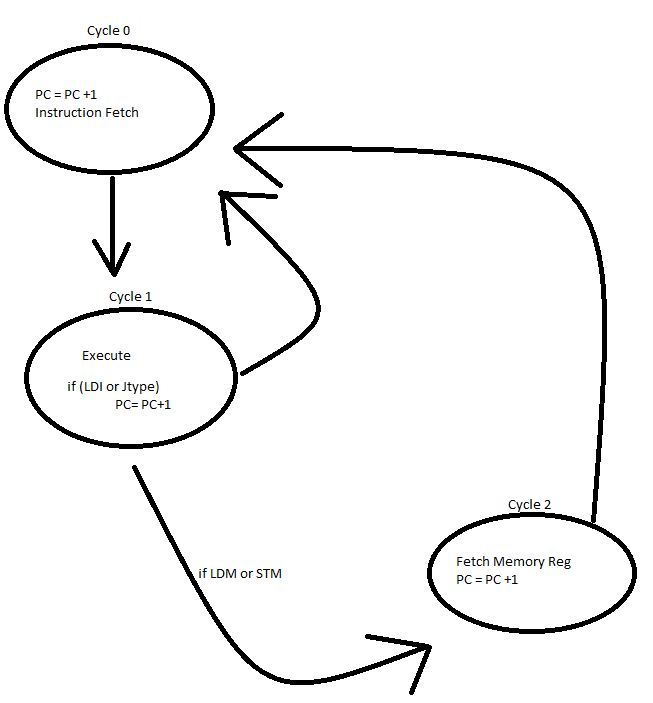 Cycle 0
PC = PC +1
Instruction Fetch
Cycle 1
Execute
if (LDI or Jtype)
PC= PC+1
if LDM or STM
Cycle 2
Fetch Memory Reg
PC = PC +1